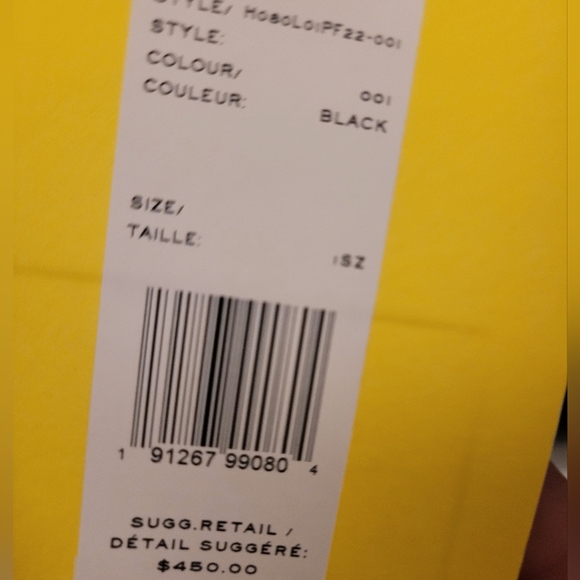 STYLE/ H080L01PF22-001
STYLE:
COLOUR/ 001
COULEUR: BLACK
SIZE/
TAILLE: 1SZ
1 91267 99080 4
SUGG.RETAIL /
DÉTAIL SUGGÉRÉ:
$450.00